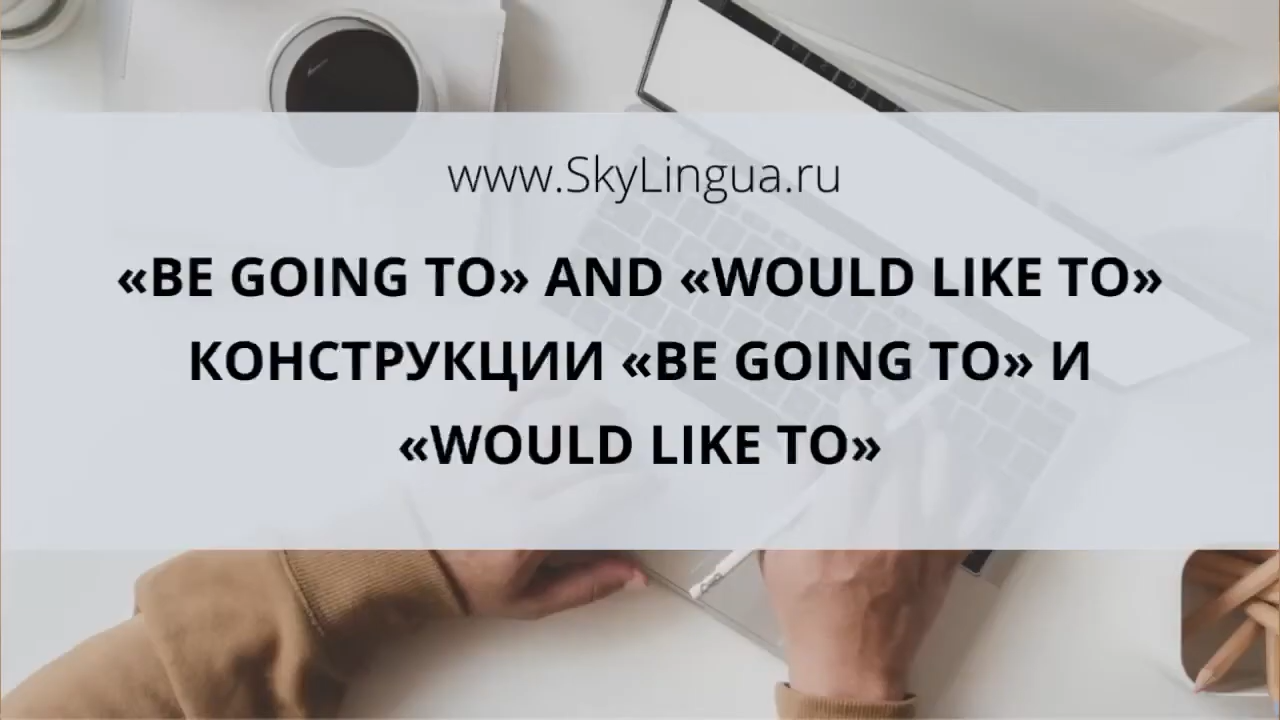 www.SkyLingua.ru
«BE GOING TO» AND «WOULD LIKE TO»
КОНСТРУКЦИИ «BE GOING TO» И
«WOULD LIKE TO»